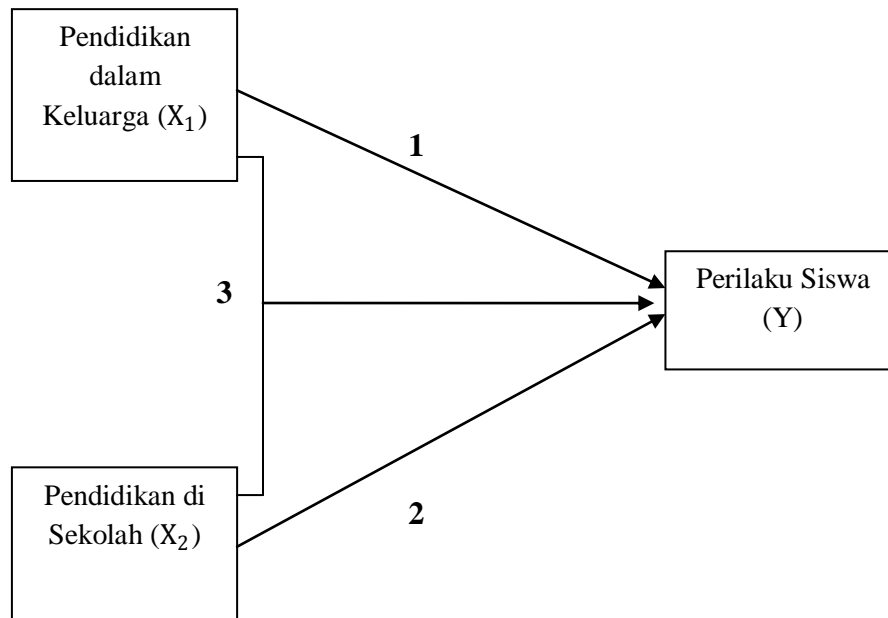 Pendidikan
dalam
Keluarga (X₁)
1
3
Perilaku Siswa
(Y)
Pendidikan di
Sekolah (X₂)
2